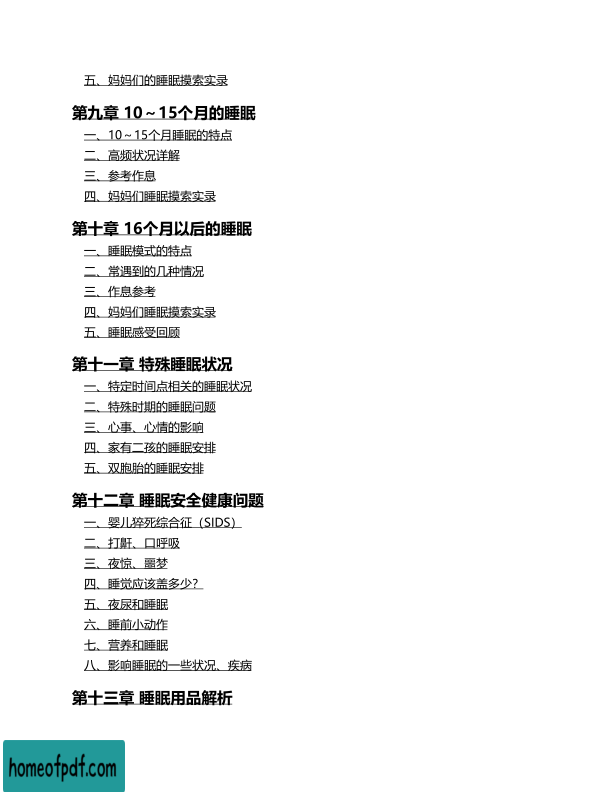 五、妈妈们的睡眠摸索实录
第九章 10～15个月的睡眠
一、10～15个月睡眠的特点
二、高频状况详解
三、参考作息
四、妈妈们睡眠摸索实录
第十章 16个月以后的睡眠
一、睡眠模式的特点
二、常遇到的几种情况
三、作息参考
四、妈妈们睡眠摸索实录
五、睡眠感受回顾
第十一章 特殊睡眠状况
一、特定时间点相关的睡眠状况
二、特殊时期的睡眠问题
三、心事、心情的影响
四、家有二孩的睡眠安排
五、双胞胎的睡眠安排
第十二章 睡眠安全健康问题
一、婴儿猝死综合征（SIDS）
二、打鼾、口呼吸
三、夜惊、噩梦
四、睡觉应该盖多少？
五、夜尿和睡眠
六、睡前小动作
七、营养和睡眠
八、影响睡眠的一些状况、疾病
第十三章 睡眠用品解析
homeofpdf.com